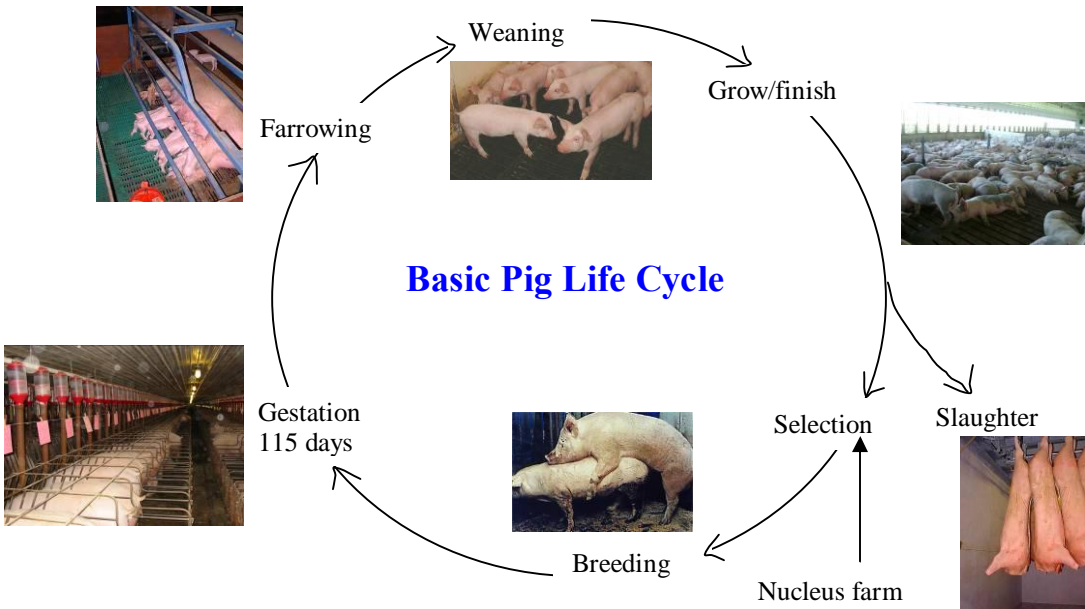 Weaning
Grow/finish
Farrowing
Basic Pig Life Cycle
Gestation
115 days
Selection
Slaughter
Breeding
Nucleus farm